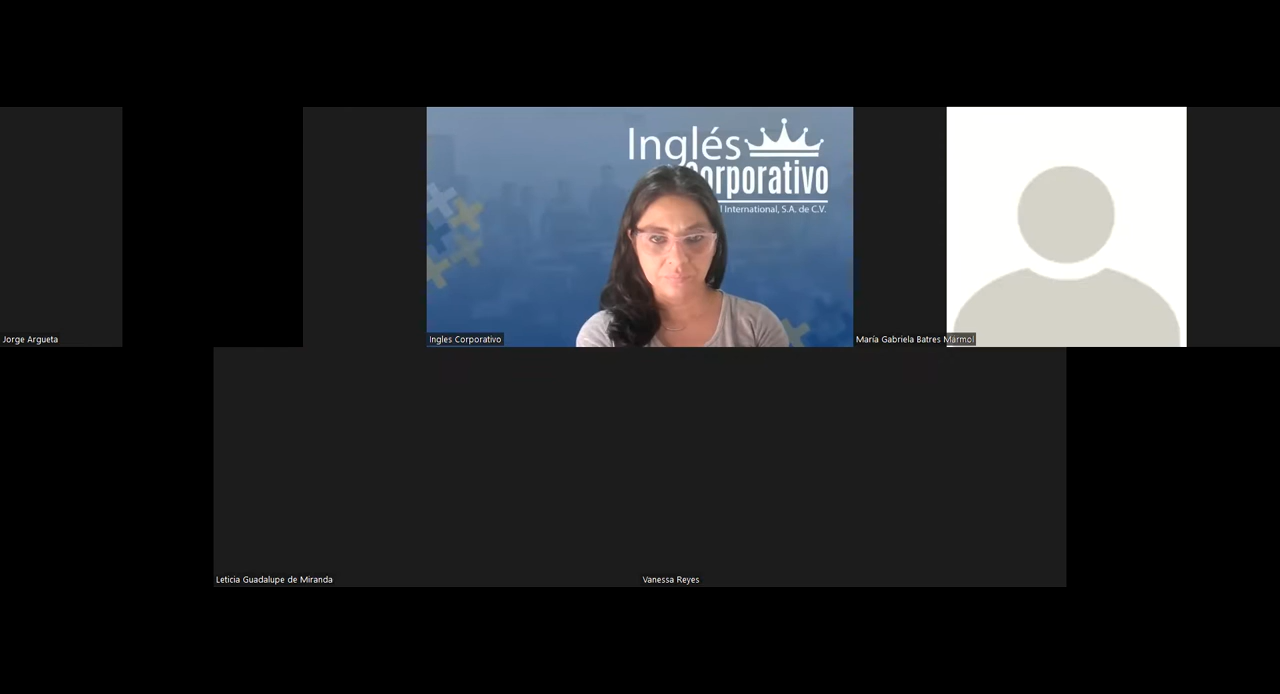 Inglés
Corporativo
l International, S.A. de C.V.
Jorge Argueta
Ingles Corporativo
María Gabriela Batres Marmol
Leticia Guadalupe de Miranda
Vanessa Reyes